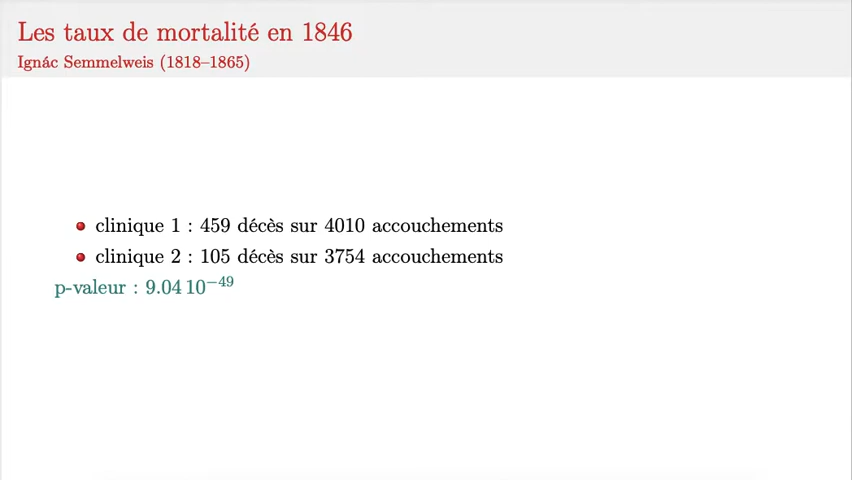 Les taux de mortalité en 1846
Ignác Semmelweis (1818–1865)
clinique 1 : 459 décès sur 4010 accouchements
clinique 2 : 105 décès sur 3754 accouchements
p-valeur : 9.04 10⁻⁴⁹